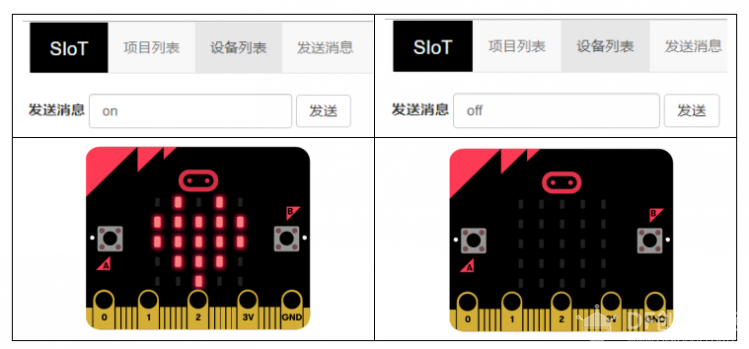 SIoT 项目列表 设备列表 发送消息
发送消息 on 发送
SIoT 项目列表 设备列表 发送消息
发送消息 off 发送
B
A
0 1 2 3V GND
B
A
0 1 2 3V GND